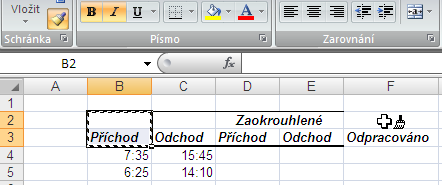 Vložit
B I U
Schránka Písmo Zarovnání
B2 fx
A B C D E F
1
2 Zaokrouhlené
3 Příchod Odchod Příchod Odchod Odpracováno
4 7:35 15:45
5 6:25 14:10